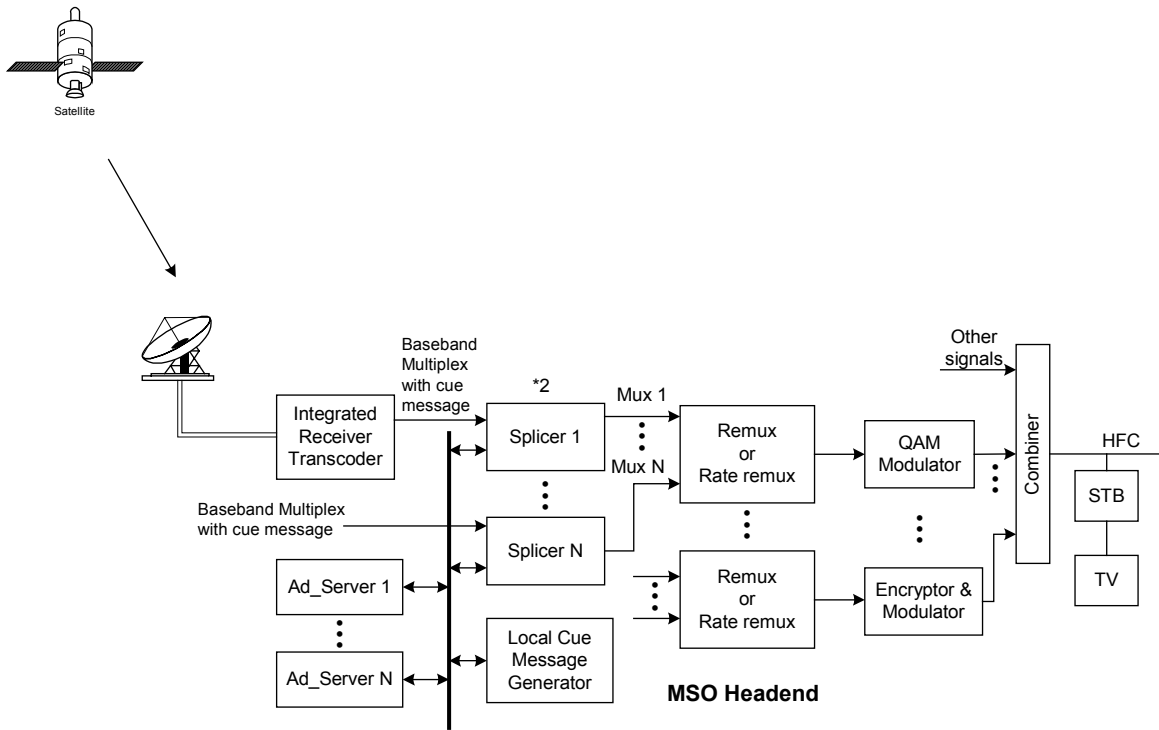 Satellite
Other
signals
Baseband
Multiplex
with cue
message
*2
Mux 1
Integrated
Receiver
Transcoder
Splicer 1
Remux
or
Rate remux
QAM
Modulator
Combiner
HFC
Mux N
STB
Baseband Multiplex
with cue message
Splicer N
Ad_Server 1
Remux
or
Rate remux
Encryptor &
Modulator
TV
Local Cue
Message
Generator
Ad_Server N
MSO Headend